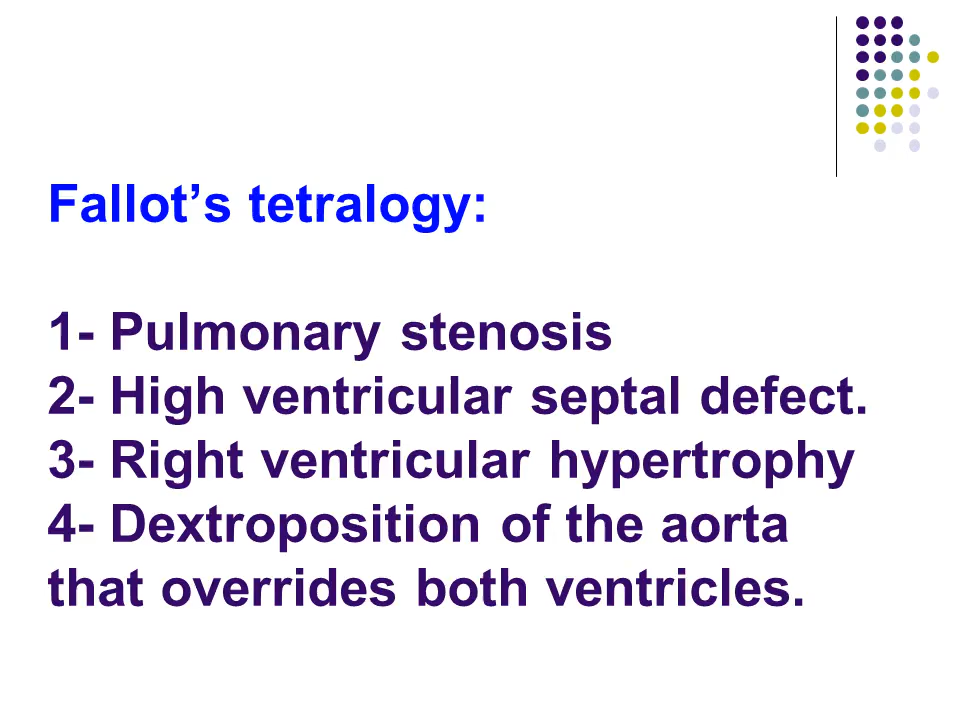 Fallot’s tetralogy:
1- Pulmonary stenosis
2- High ventricular septal defect.
3- Right ventricular hypertrophy
4- Dextroposition of the aorta
that overrides both ventricles.